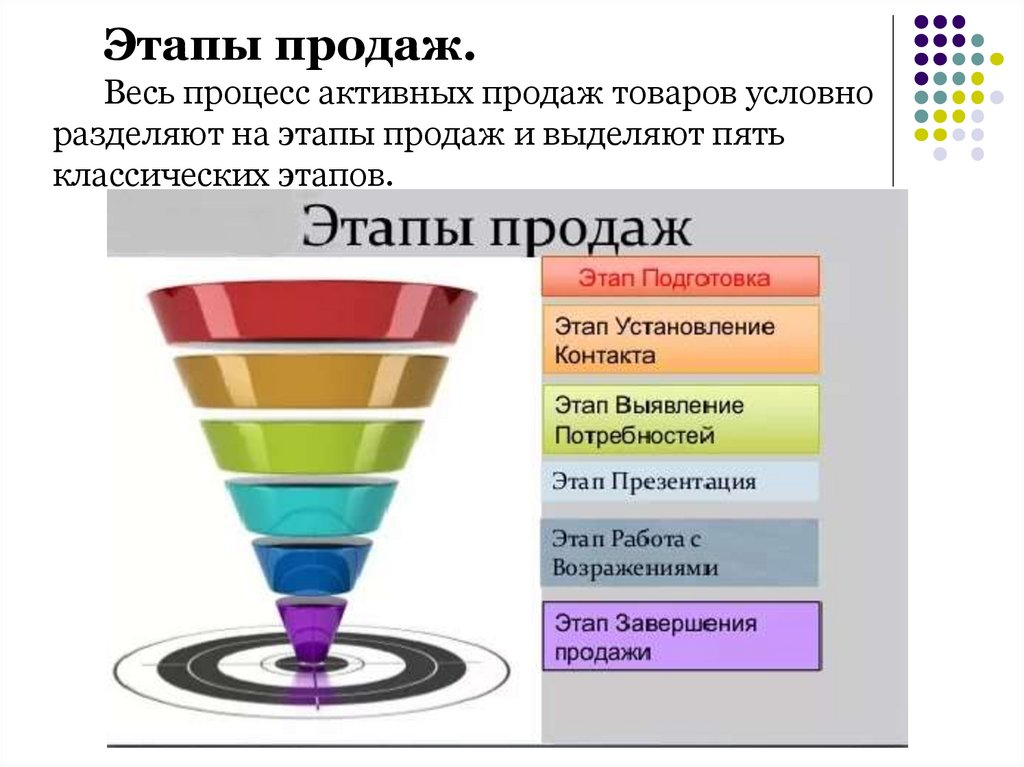 Этапы продаж.
Весь процесс активных продаж товаров условно
разделяют на этапы продаж и выделяют пять
классических этапов.
Этапы продаж
Этап Подготовка
Этап Установление
Контакта
Этап Выявление
Потребностей
Этап Презентация
Этап Работа с
Возражениями
Этап Завершения
продажи